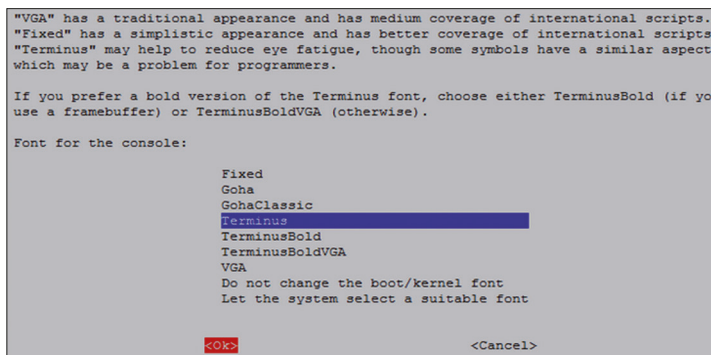 "VGA" has a traditional appearance and has medium coverage of international scripts.
"Fixed" has a simplistic appearance and has better coverage of international scripts
"Terminus" may help to reduce eye fatigue, though some symbols have a similar aspect
which may be a problem for programmers.
If you prefer a bold version of the Terminus font, choose either TerminusBold (if yo
use a framebuffer) or TerminusBoldVGA (otherwise).
Font for the console:
Fixed
Goha
GohaClassic
Terminus
TerminusBold
TerminusBoldVGA
VGA
Do not change the boot/kernel font
Let the system select a suitable font
<Ok> <Cancel>